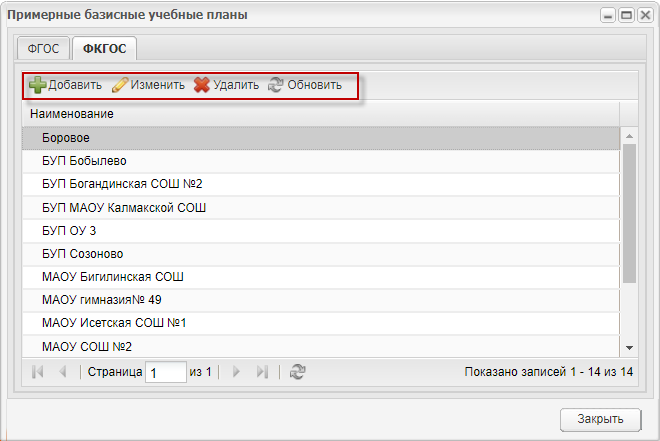 Примерные базисные учебные планы
ФГОС ФКГОС
Добавить Изменить Удалить Обновить
Наименование
Боровое
БУП Бобылево
БУП Богандинская СОШ №2
БУП МАОУ Калмакской СОШ
БУП ОУ 3
БУП Созоново
МАОУ Бигилинская СОШ
МАОУ гимназия№ 49
МАОУ Исетская СОШ №1
МАОУ СОШ №2
Страница 1 из 1 Показано записей 1 - 14 из 14
Закрыть